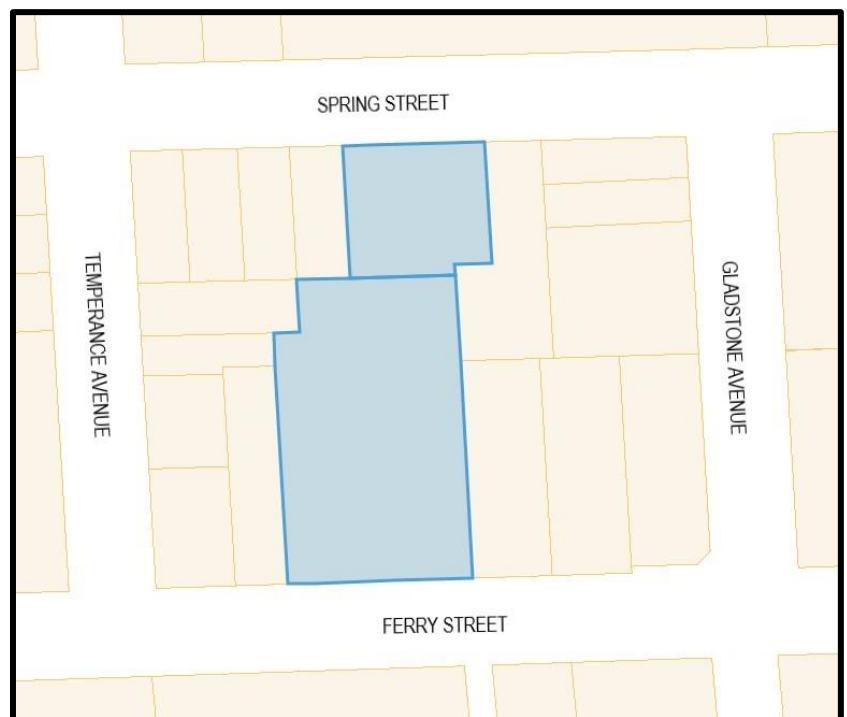 SPRING STREET
TEMPERANCE AVENUE
GLADSTONE AVENUE
FERRY STREET